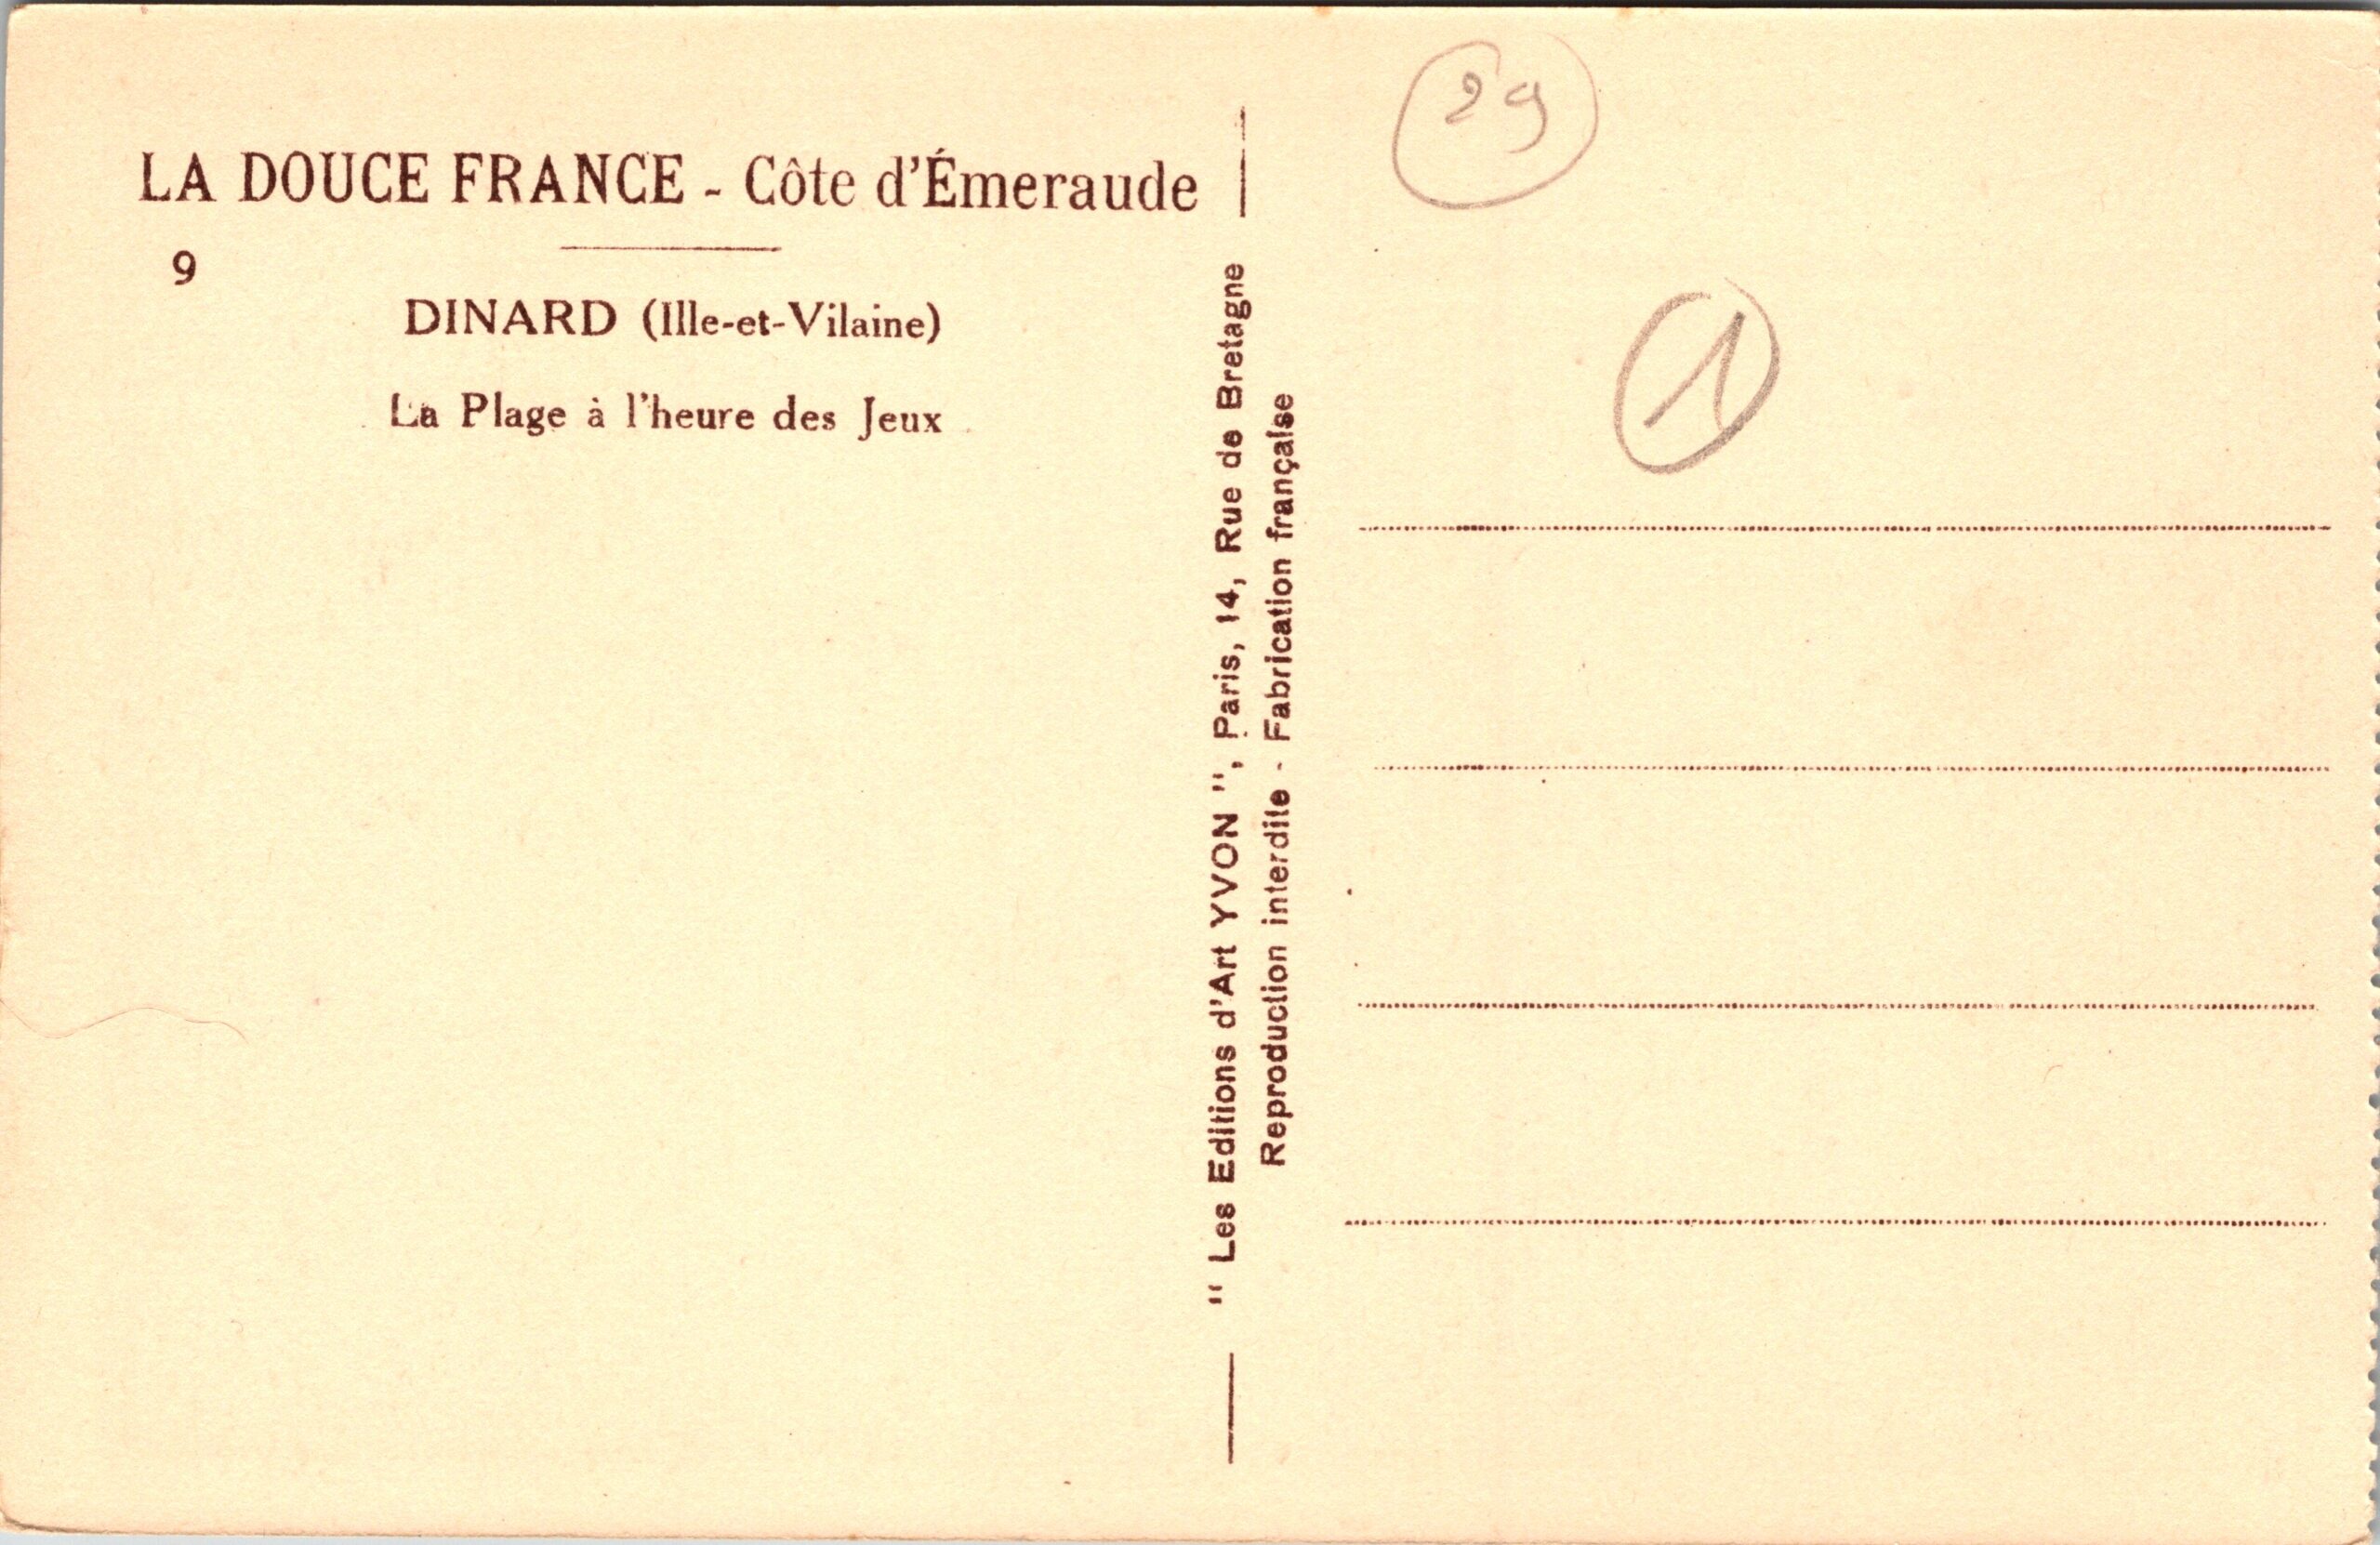 LA DOUCE FRANCE - Côte d'Émeraude
9
DINARD (Ille-et-Vilaine)
La Plage à l'heure des Jeux
" Les Editions d'Art YVON ", Paris, 14, Rue de Bretagne
Reproduction interdite - Fabrication française
29
1